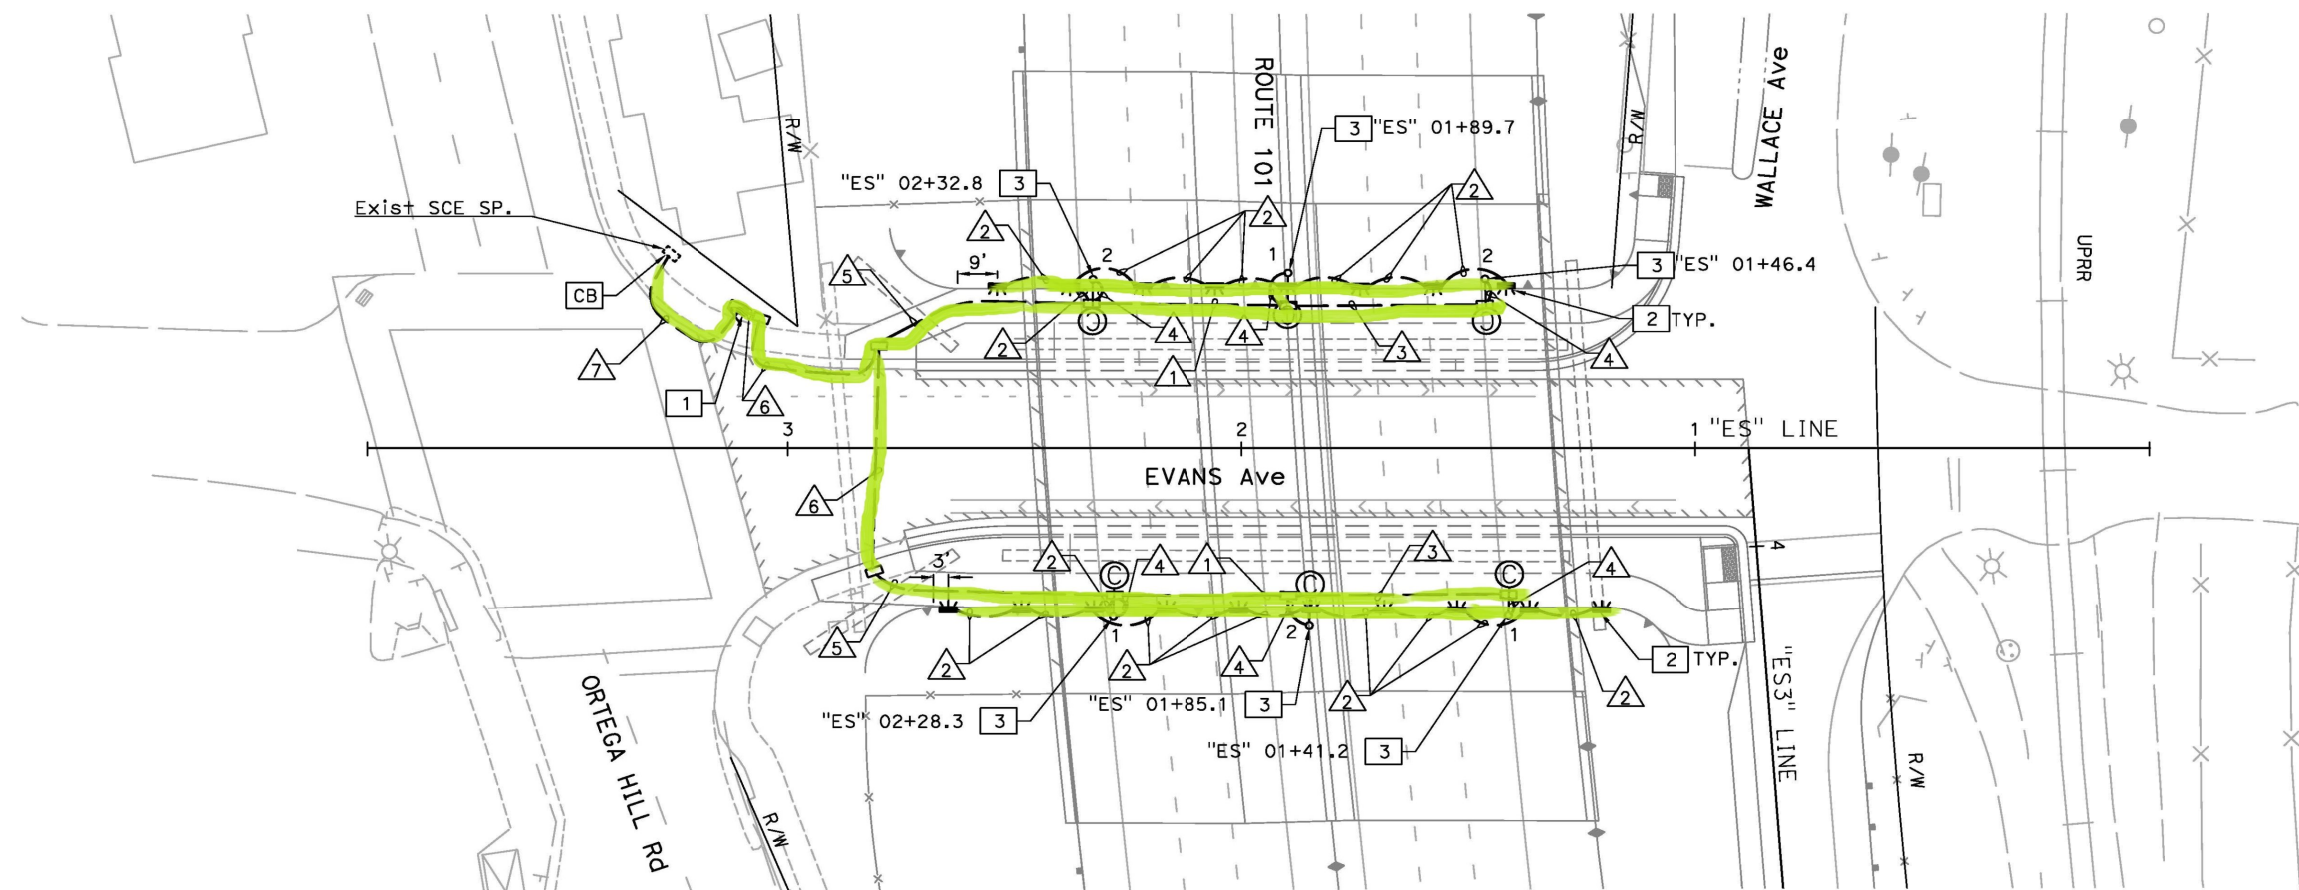 ROUTE 101
WALLACE Ave
R/W
R/W
3 "ES" 01+89.7
"ES" 02+32.8 3
Exist SCE SP.
2
2
2
9'
5
2
1
2
3 "ES" 01+46.4
UPRR
CB
J
J
J
2 TYP.
7
2
4
4
3
4
1
1
6
3
2
1 "ES" LINE
EVANS Ave
6
3'
2
4
1
3
4
4
C
C
C
5
2
1
2
4
2
2
1
2 TYP.
2
"ES" 02+28.3 3
"ES" 01+85.1 3
"ES" 01+41.2 3
ORTEGA HILL Rd
R/W
"ES3" LINE
R/W